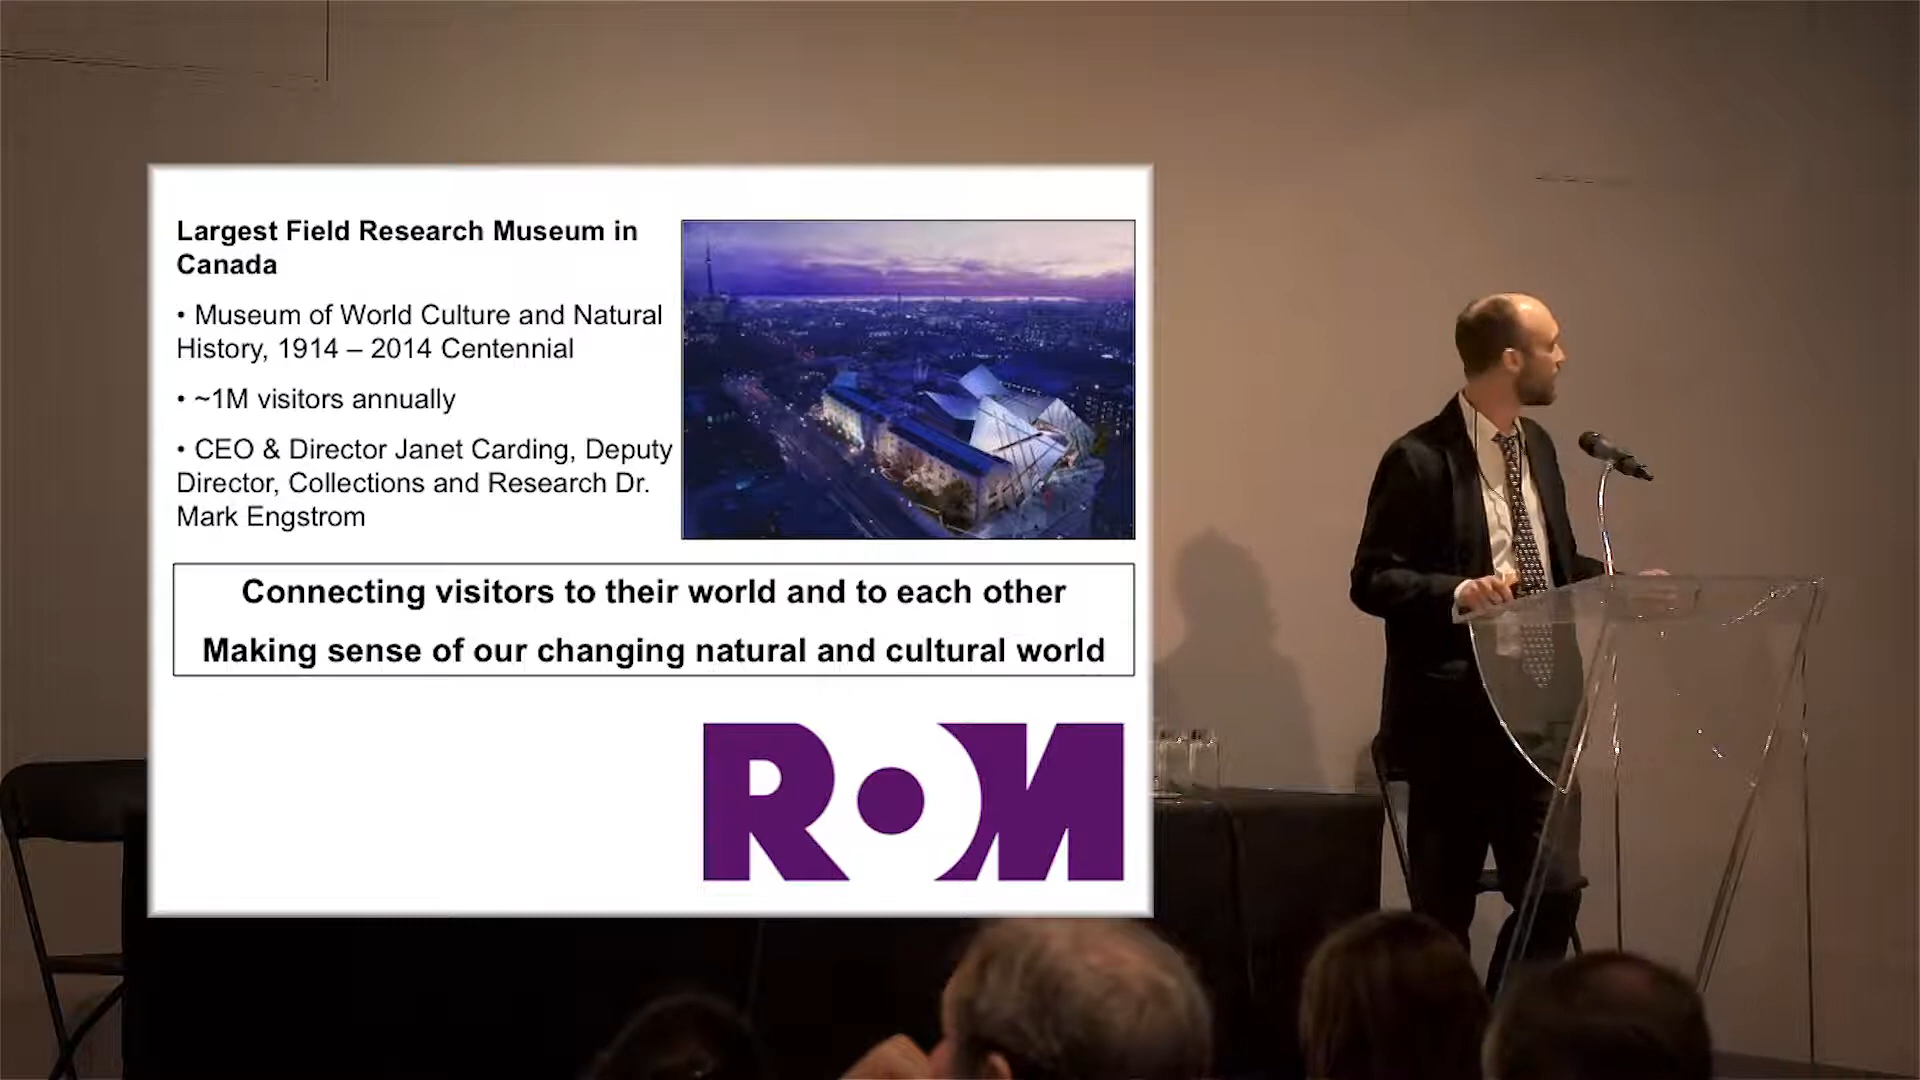 Largest Field Research Museum in
Canada
• Museum of World Culture and Natural
History, 1914 – 2014 Centennial
• ~1M visitors annually
• CEO & Director Janet Carding, Deputy
Director, Collections and Research Dr.
Mark Engstrom
Connecting visitors to their world and to each other
Making sense of our changing natural and cultural world
ROM